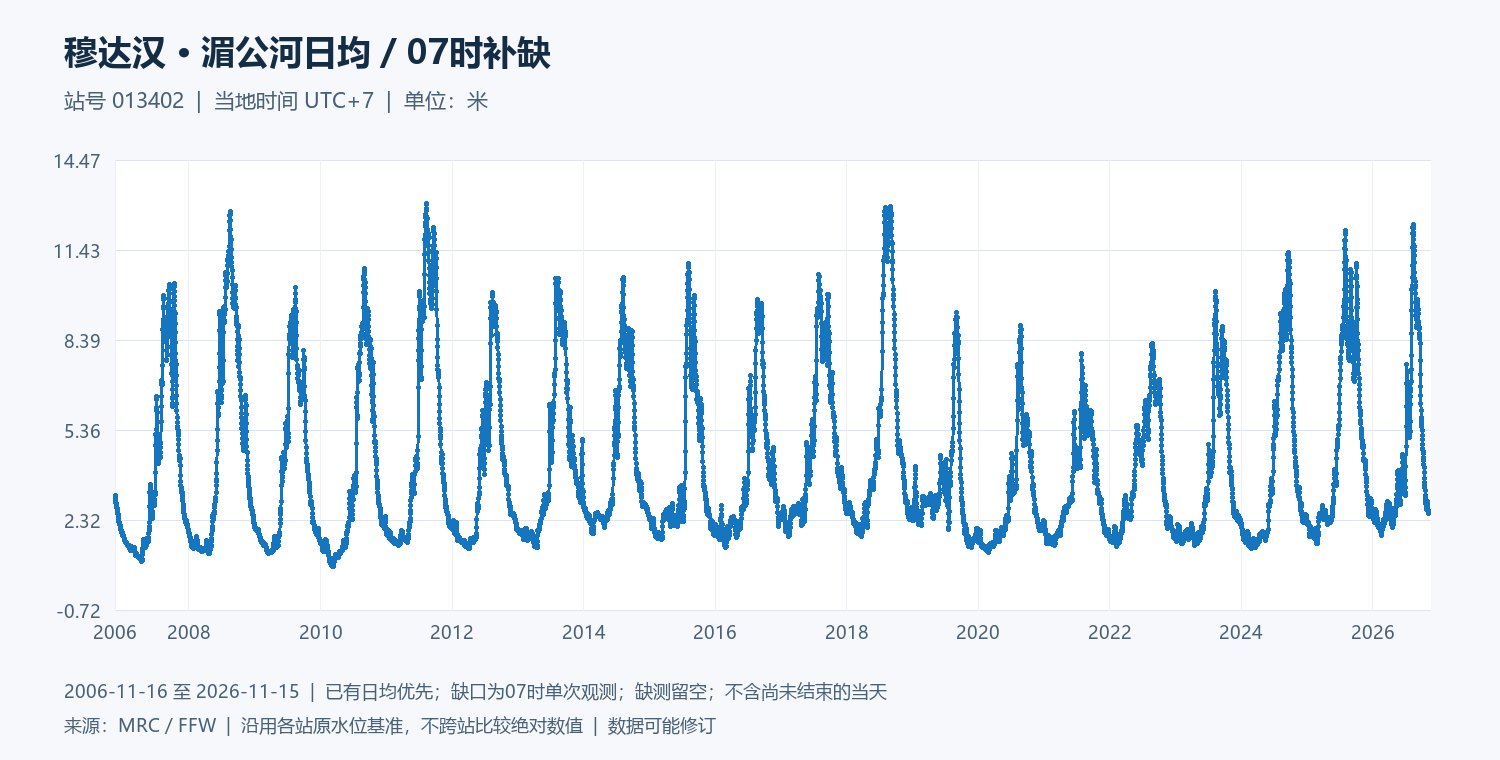 穆达汉 • 湄公河日均 / 07时补缺
站号 013402 | 当地时间 UTC+7 | 单位：米
14.47
11.43
8.39
5.36
2.32
-0.72
2006 2008 2010 2012 2014 2016 2018 2020 2022 2024 2026
2006-11-16 至 2026-11-15 | 已有日均优先；缺口为07时单次观测；缺测留空；不含尚未结束的当天
来源：MRC / FFW | 沿用各站原水位基准，不跨站比较绝对数值 | 数据可能修订